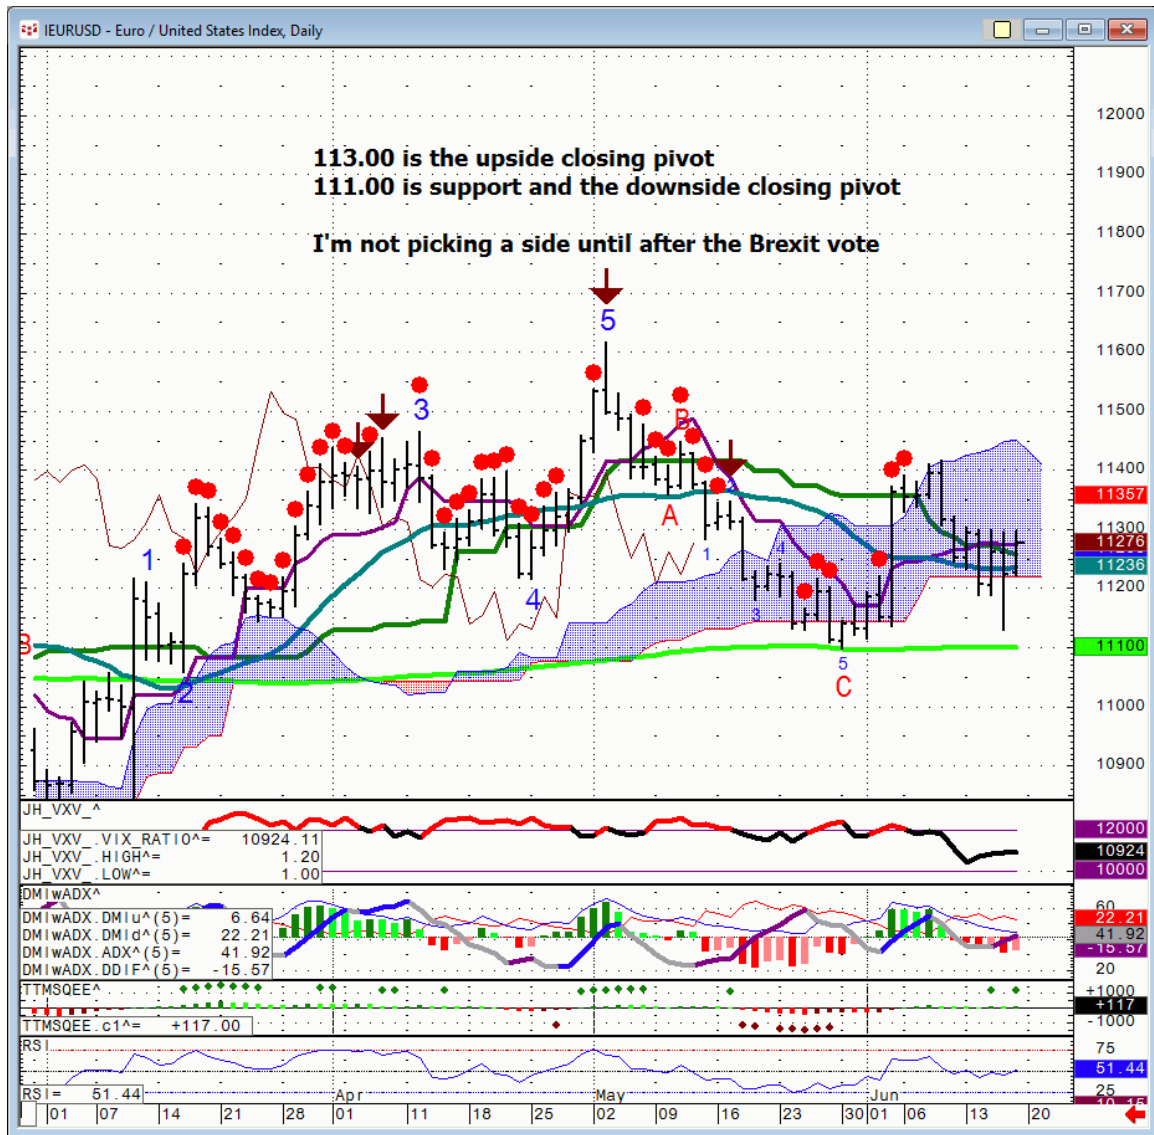 IEURUSD - Euro / United States Index, Daily
113.00 is the upside closing pivot
111.00 is support and the downside closing pivot
I'm not picking a side until after the Brexit vote
12000
11900
11800
11700
11600
11500
11400
11357
11300
11276
11236
11200
11100
11000
10900
5
3
B
1
2
4
A
2
1
4
3
5
C
B
JH_VXV_^
JH_VXV_.VIX_RATIO^= 10924.11
JH_VXV_.HIGH^= 1.20
JH_VXV_.LOW^= 1.00
12000
10924
10000
DMIwADX^
DMIwADX.DMIu^(5)= 6.64
DMIwADX.DMId^(5)= 22.21
DMIwADX.ADX^(5)= 41.92
DMIwADX.DDIF^(5)= -15.57
60
22.21
41.92
-15.57
20
TTMSQEE^
TTMSQEE.c1^= +117.00
+1000
+117
-1000
RSI
RSI= 51.44
75
51.44
25
Apr May Jun
01 07 14 21 28 01 11 18 25 02 09 16 23 30 01 06 13 20